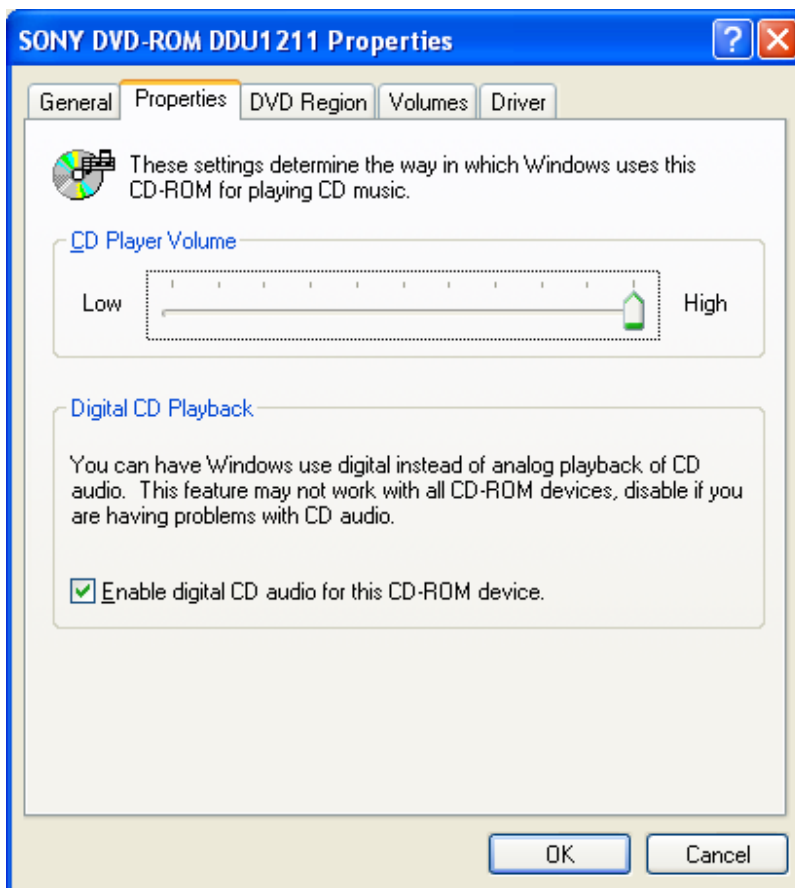 SONY DVD-ROM DDU1211 Properties
General Properties DVD Region Volumes Driver
These settings determine the way in which Windows uses this
CD-ROM for playing CD music.
CD Player Volume
Low High
Digital CD Playback
You can have Windows use digital instead of analog playback of CD
audio.  This feature may not work with all CD-ROM devices, disable if you
are having problems with CD audio.
Enable digital CD audio for this CD-ROM device.
OK Cancel